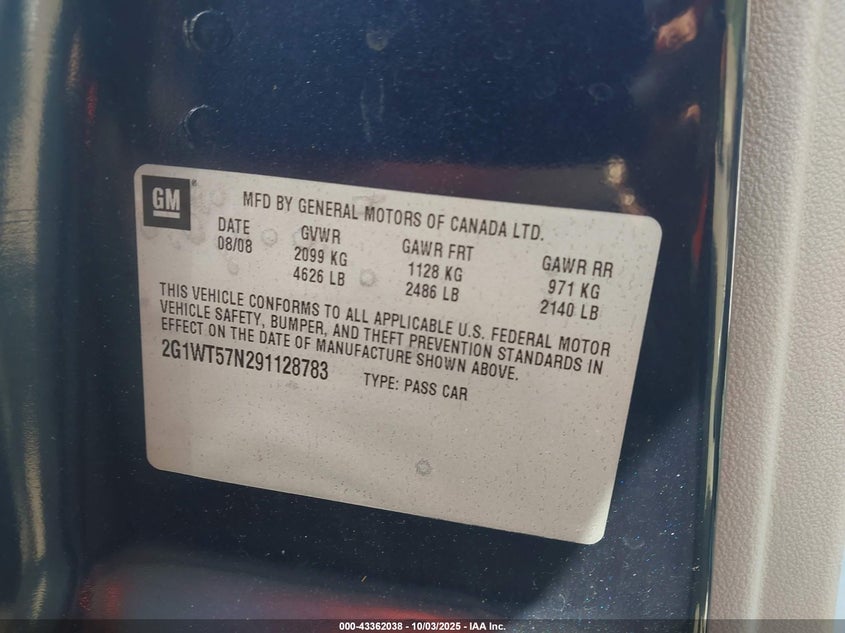 GM
MFD BY GENERAL MOTORS OF CANADA LTD.
DATE GVWR GAWR FRT GAWR RR
08/08 2099 KG 1128 KG 971 KG
4626 LB 2486 LB 2140 LB
THIS VEHICLE CONFORMS TO ALL APPLICABLE U.S. FEDERAL MOTOR
VEHICLE SAFETY, BUMPER, AND THEFT PREVENTION STANDARDS IN
EFFECT ON THE DATE OF MANUFACTURE SHOWN ABOVE.
2G1WT57N291128783 TYPE: PASS CAR
000-43362038 - 10/03/2025 - IAA Inc.